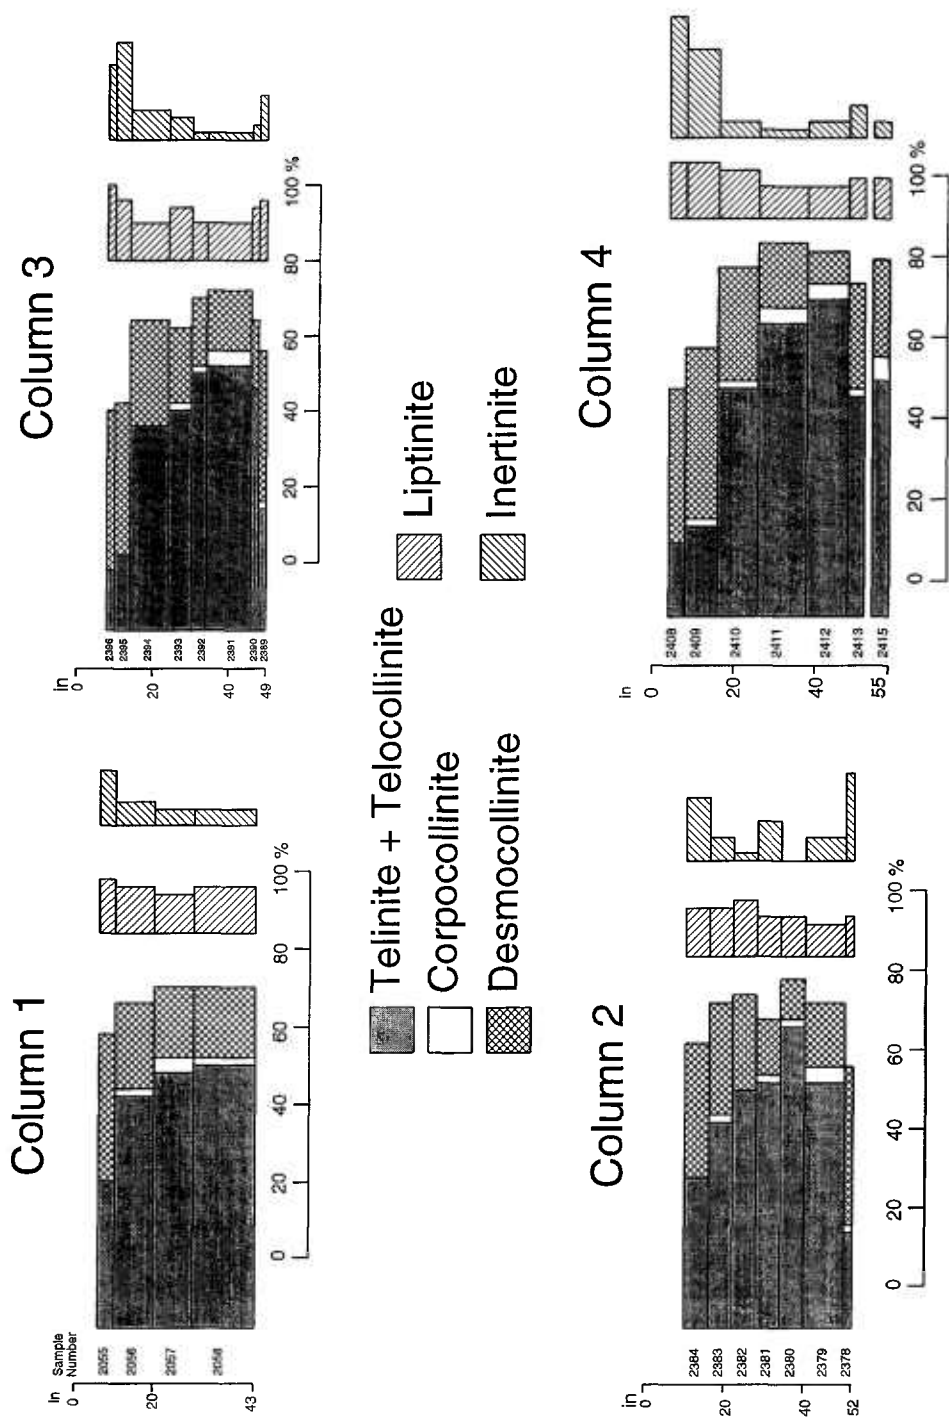 Column 1
In
0
20
43
Sample
Number
2055
2056
2057
2058
0 20 40 60 80 100 %
Column 3
In
0
20
40
49
2396
2395
2394
2393
2392
2391
2390
2389
0 20 40 60 80 100 %
Telinite + Telocollinite
Corpocollinite
Desmocollinite
Liptinite
Inertinite
Column 2
In
0
20
40
52
2384
2383
2382
2381
2380
2379
2378
0 20 40 60 80 100 %
Column 4
in
0
20
40
55
2408
2409
2410
2411
2412
2413
2415
0 20 40 60 80 100 %